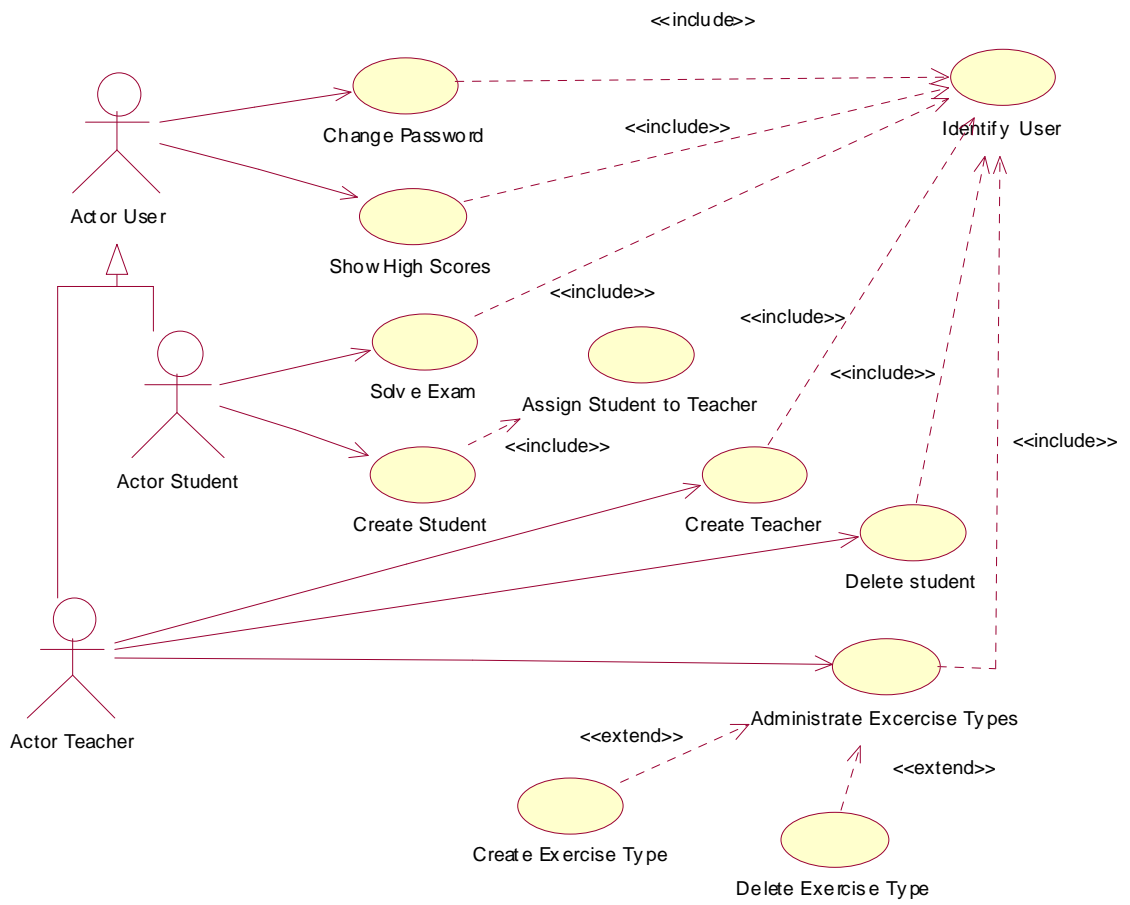 <<include>>
Change Password
<<include>>
Identify User
Actor User
Show High Scores
<<include>>
<<include>>
Solve Exam
Assign Student to Teacher
<<include>>
<<include>>
<<include>>
Actor Student
Create Student
Create Teacher
Delete student
Actor Teacher
Administrate Excercise Types
<<extend>>
<<extend>>
Create Exercise Type
Delete Exercise Type